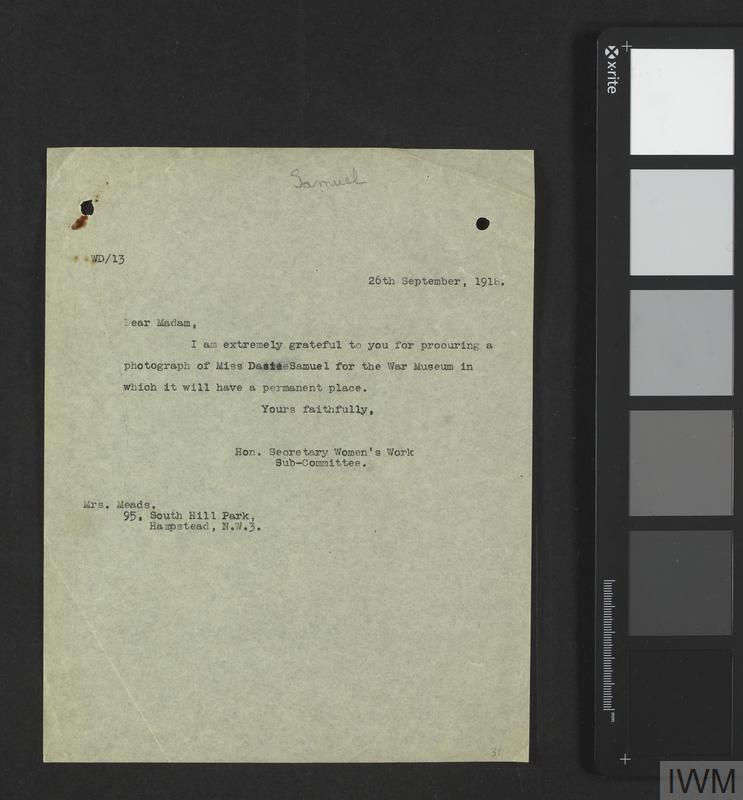 Samuel
WD/13
26th September, 1918.
Dear Madam,
I am extremely grateful to you for procuring a
photograph of Miss Samuel for the War Museum in
which it will have a permanent place.
Yours faithfully,
Hon. Secretary Women's Work
Sub-Committee.
Mrs. Meads.
95, South Hill Park,
Hampstead, N.W.3.
31
x-rite
mm
IWM